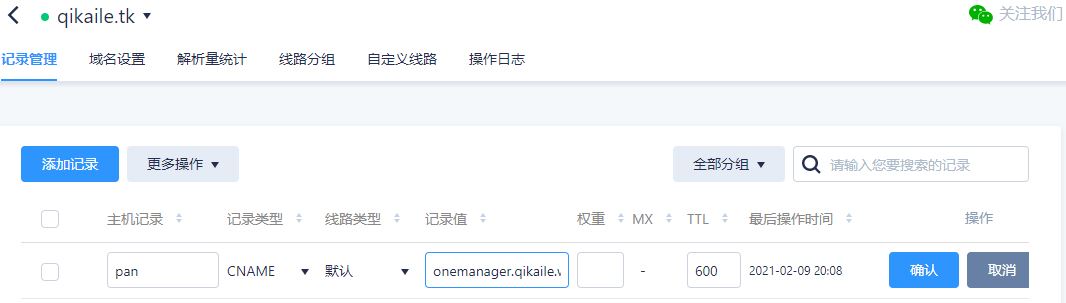 qikaile.tk
关注我们
记录管理 域名设置 解析量统计 线路分组 自定义线路 操作日志
添加记录 更多操作 全部分组 请输入您要搜索的记录
主机记录 记录类型 线路类型 记录值 权重 MX TTL 最后操作时间 操作
pan CNAME 默认 onemanager.qikaile.w - 600 2021-02-09 20:08 确认 取消